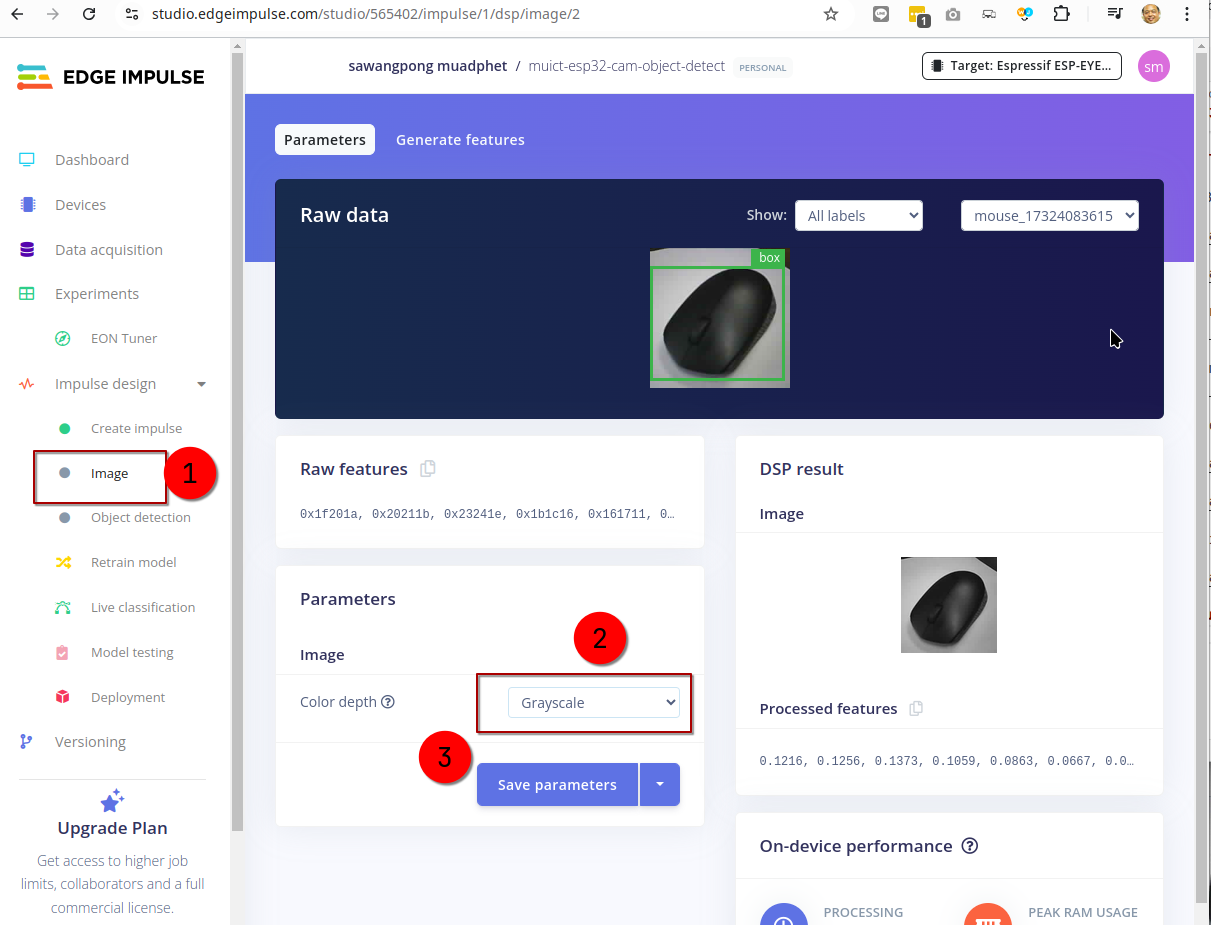 studio.edgeimpulse.com/studio/565402/impulse/1/dsp/image/2
1
EDGE IMPULSE
sawangpong muadphet / muict-esp32-cam-object-detect PERSONAL
Target: Espressif ESP-EYE...
sm
Dashboard
Devices
Data acquisition
Experiments
EON Tuner
Impulse design
Create impulse
Image
1
Object detection
Retrain model
Live classification
Model testing
Deployment
Versioning
Upgrade Plan
Get access to higher job
limits, collaborators and a full
commercial license.
Parameters
Generate features
Raw data
Show:
All labels
mouse_17324083615
box
Raw features
0x1f201a, 0x20211b, 0x23241e, 0x1b1c16, 0x161711, 0…
Parameters
Image
2
Color depth
Grayscale
3
Save parameters
DSP result
Image
Processed features
0.1216, 0.1256, 0.1373, 0.1059, 0.0863, 0.0667, 0.0…
On-device performance
PROCESSING
PEAK RAM USAGE